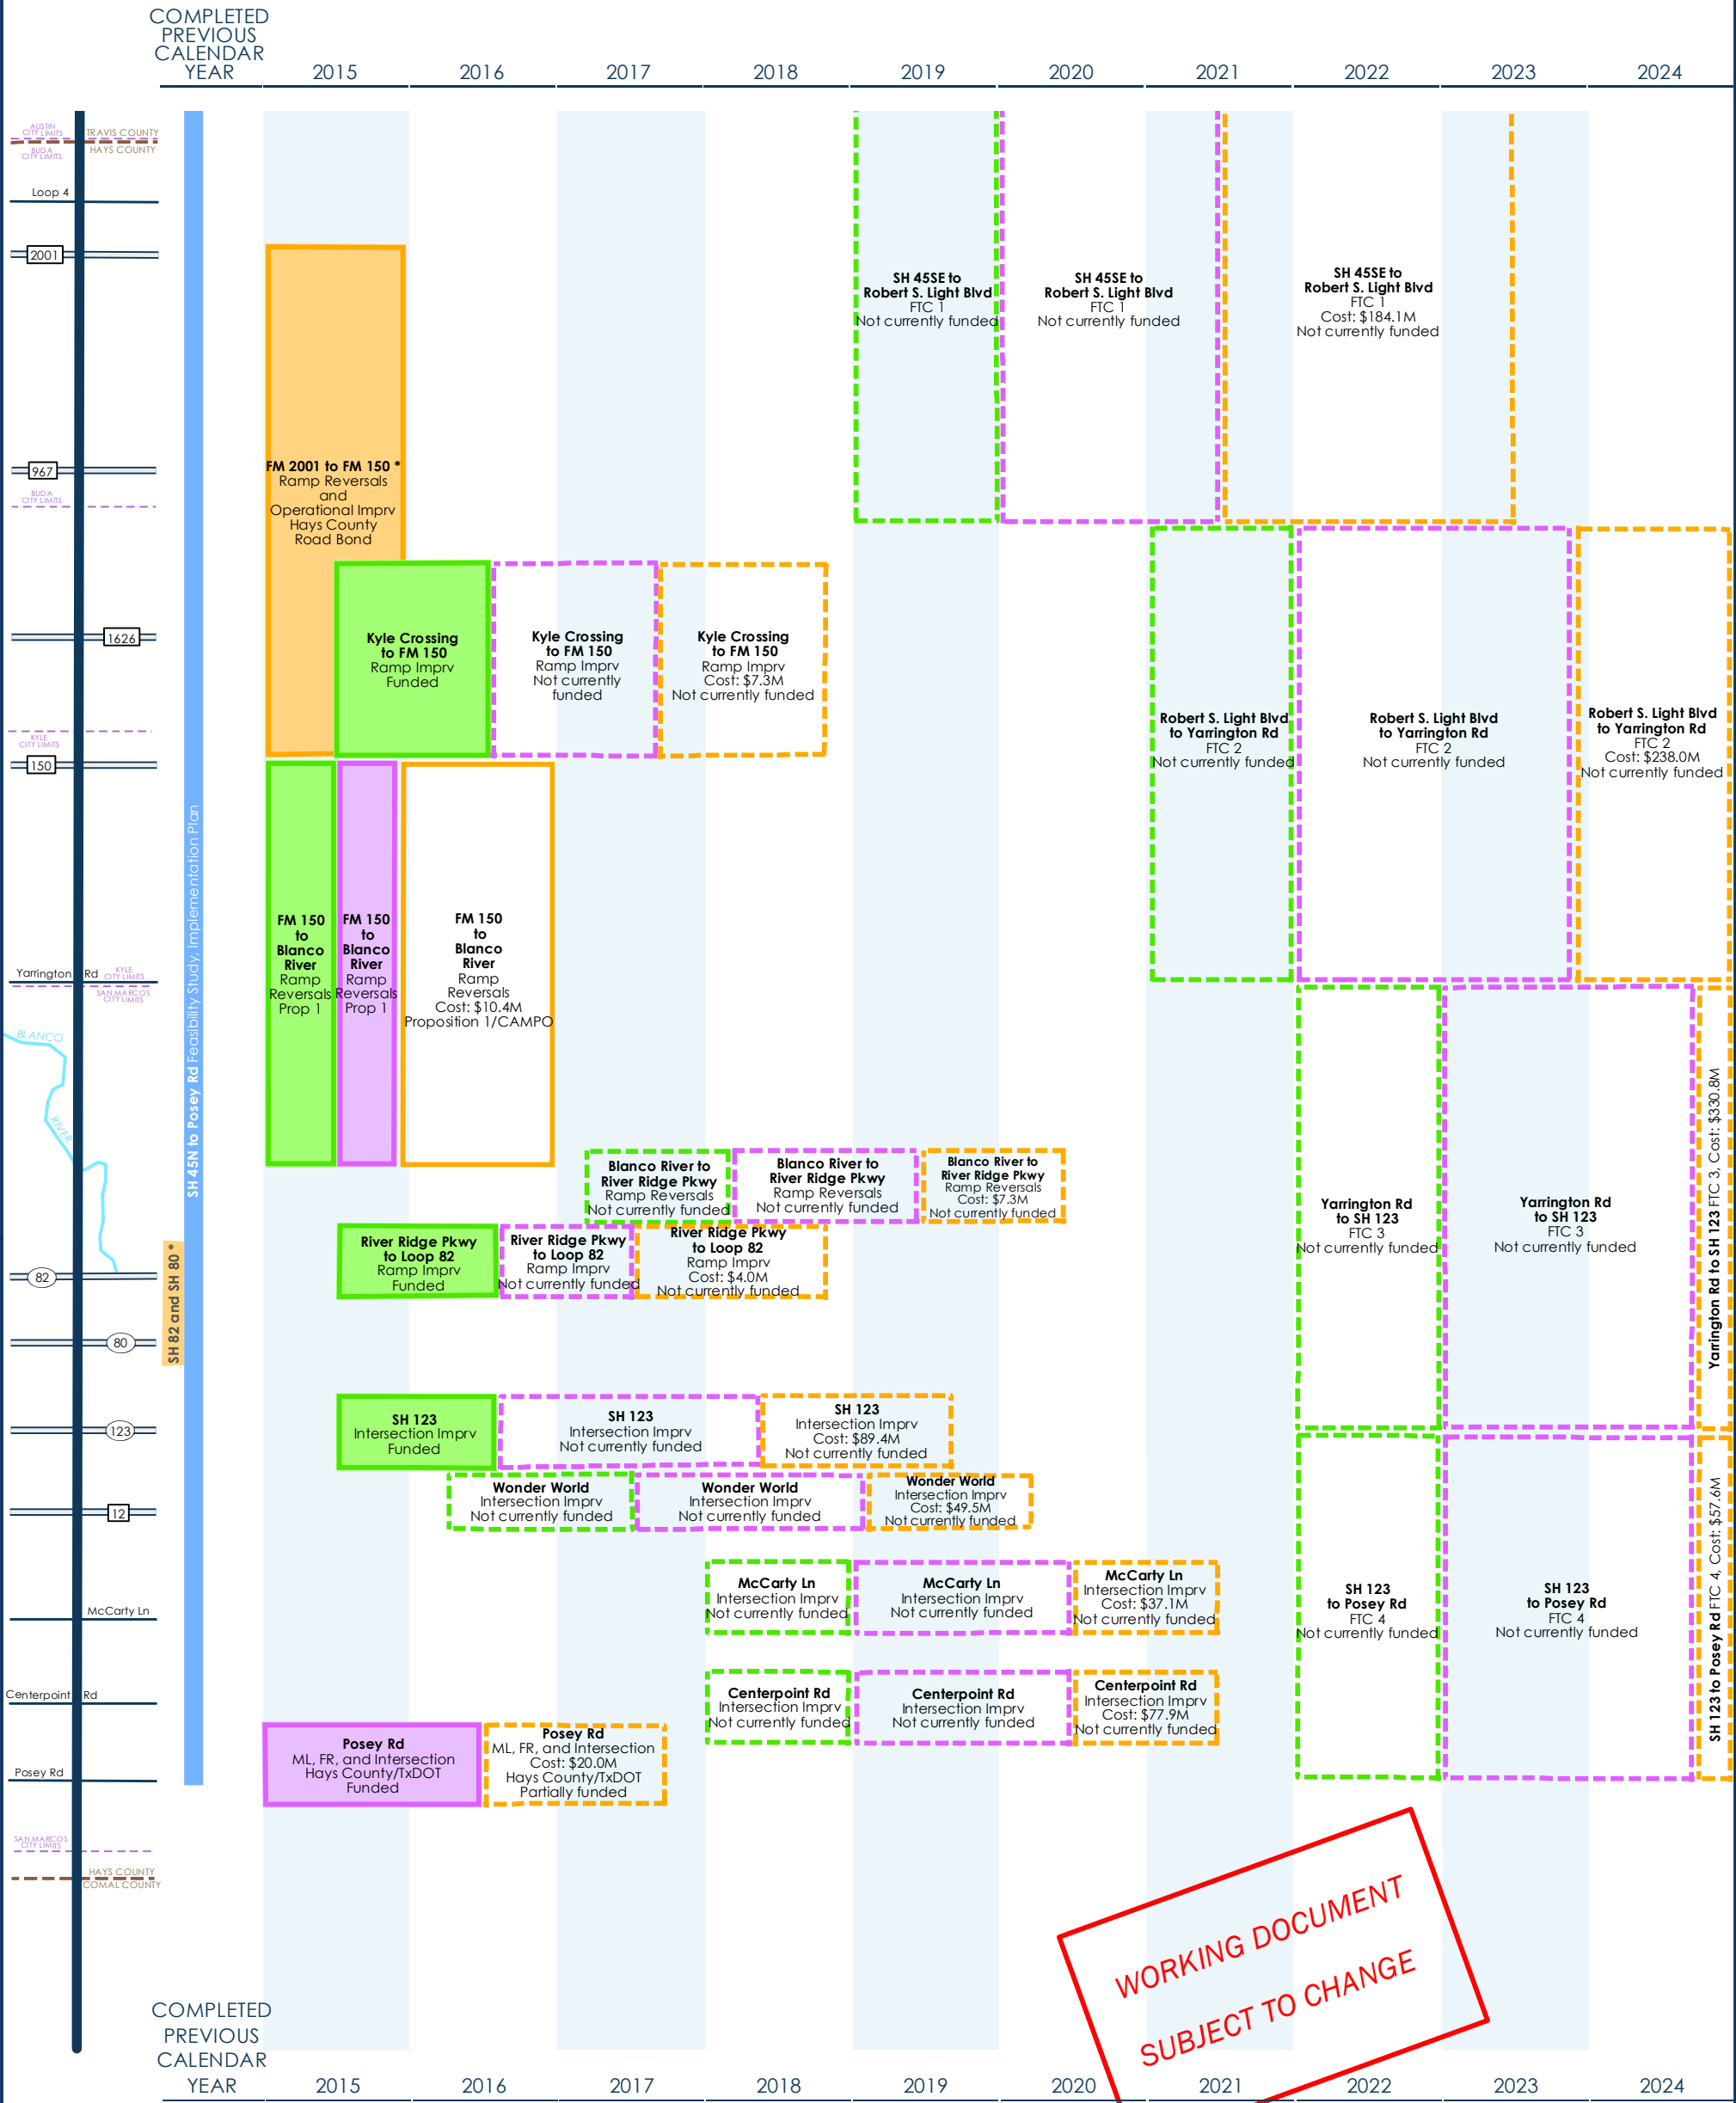 COMPLETED
PREVIOUS
CALENDAR
YEAR 2015 2016 2017 2018 2019 2020 2021 2022 2023 2024
AUSTIN
CITY LIMITS
TRAVIS COUNTY
BUDA
CITY LIMITS
HAYS COUNTY
Loop 4
2001
967
BUDA
CITY LIMITS
1626
KYLE
CITY LIMITS
150
Yarrington Rd
KYLE
CITY LIMITS
SAN MARCOS
CITY LIMITS
BLANCO
RIVER
82
80
123
12
McCarty Ln
Centerpoint Rd
Posey Rd
SAN MARCOS
CITY LIMITS
HAYS COUNTY
COMAL COUNTY
SH 82 and SH 80 *
SH 45N to Posey Rd Feasibility Study, Implementation Plan
SH 45SE to
Robert S. Light Blvd
FTC 1
Not currently funded
SH 45SE to
Robert S. Light Blvd
FTC 1
Not currently funded
SH 45SE to
Robert S. Light Blvd
FTC 1
Cost: $184.1M
Not currently funded
FM 2001 to FM 150 *
Ramp Reversals
and
Operational Imprv
Hays County
Road Bond
Kyle Crossing
to FM 150
Ramp Imprv
Funded
Kyle Crossing
to FM 150
Ramp Imprv
Not currently
funded
Kyle Crossing
to FM 150
Ramp Imprv
Cost: $7.3M
Not currently funded
Robert S. Light Blvd
to Yarrington Rd
FTC 2
Not currently funded
Robert S. Light Blvd
to Yarrington Rd
FTC 2
Not currently funded
Robert S. Light Blvd
to Yarrington Rd
FTC 2
Cost: $238.0M
Not currently funded
FM 150
to
Blanco
River
Ramp
Reversals
Prop 1
FM 150
to
Blanco
River
Ramp
Reversals
Prop 1
FM 150
to
Blanco
River
Ramp
Reversals
Cost: $10.4M
Proposition 1/CAMPO
Blanco River to
River Ridge Pkwy
Ramp Reversals
Not currently funded
Blanco River to
River Ridge Pkwy
Ramp Reversals
Not currently funded
Blanco River to
River Ridge Pkwy
Ramp Reversals
Cost: $7.3M
Not currently funded
River Ridge Pkwy
to Loop 82
Ramp Imprv
Funded
River Ridge Pkwy
to Loop 82
Ramp Imprv
Not currently funded
River Ridge Pkwy
to Loop 82
Ramp Imprv
Cost: $4.0M
Not currently funded
Yarrington Rd
to SH 123
FTC 3
Not currently funded
Yarrington Rd
to SH 123
FTC 3
Not currently funded
Yarrington Rd to SH 123 FTC 3, Cost: $330.8M
SH 123
Intersection Imprv
Funded
SH 123
Intersection Imprv
Not currently funded
SH 123
Intersection Imprv
Cost: $89.4M
Not currently funded
Wonder World
Intersection Imprv
Not currently funded
Wonder World
Intersection Imprv
Not currently funded
Wonder World
Intersection Imprv
Cost: $49.5M
Not currently funded
McCarty Ln
Intersection Imprv
Not currently funded
McCarty Ln
Intersection Imprv
Not currently funded
McCarty Ln
Intersection Imprv
Cost: $37.1M
Not currently funded
SH 123
to Posey Rd
FTC 4
Not currently funded
SH 123
to Posey Rd
FTC 4
Not currently funded
SH 123 to Posey Rd FTC 4, Cost: $57.6M
Centerpoint Rd
Intersection Imprv
Not currently funded
Centerpoint Rd
Intersection Imprv
Not currently funded
Centerpoint Rd
Intersection Imprv
Cost: $77.9M
Not currently funded
Posey Rd
ML, FR, and Intersection
Hays County/TxDOT
Funded
Posey Rd
ML, FR, and Intersection
Cost: $20.0M
Hays County/TxDOT
Partially funded
WORKING DOCUMENT
SUBJECT TO CHANGE
COMPLETED
PREVIOUS
CALENDAR
YEAR 2015 2016 2017 2018 2019 2020 2021 2022 2023 2024